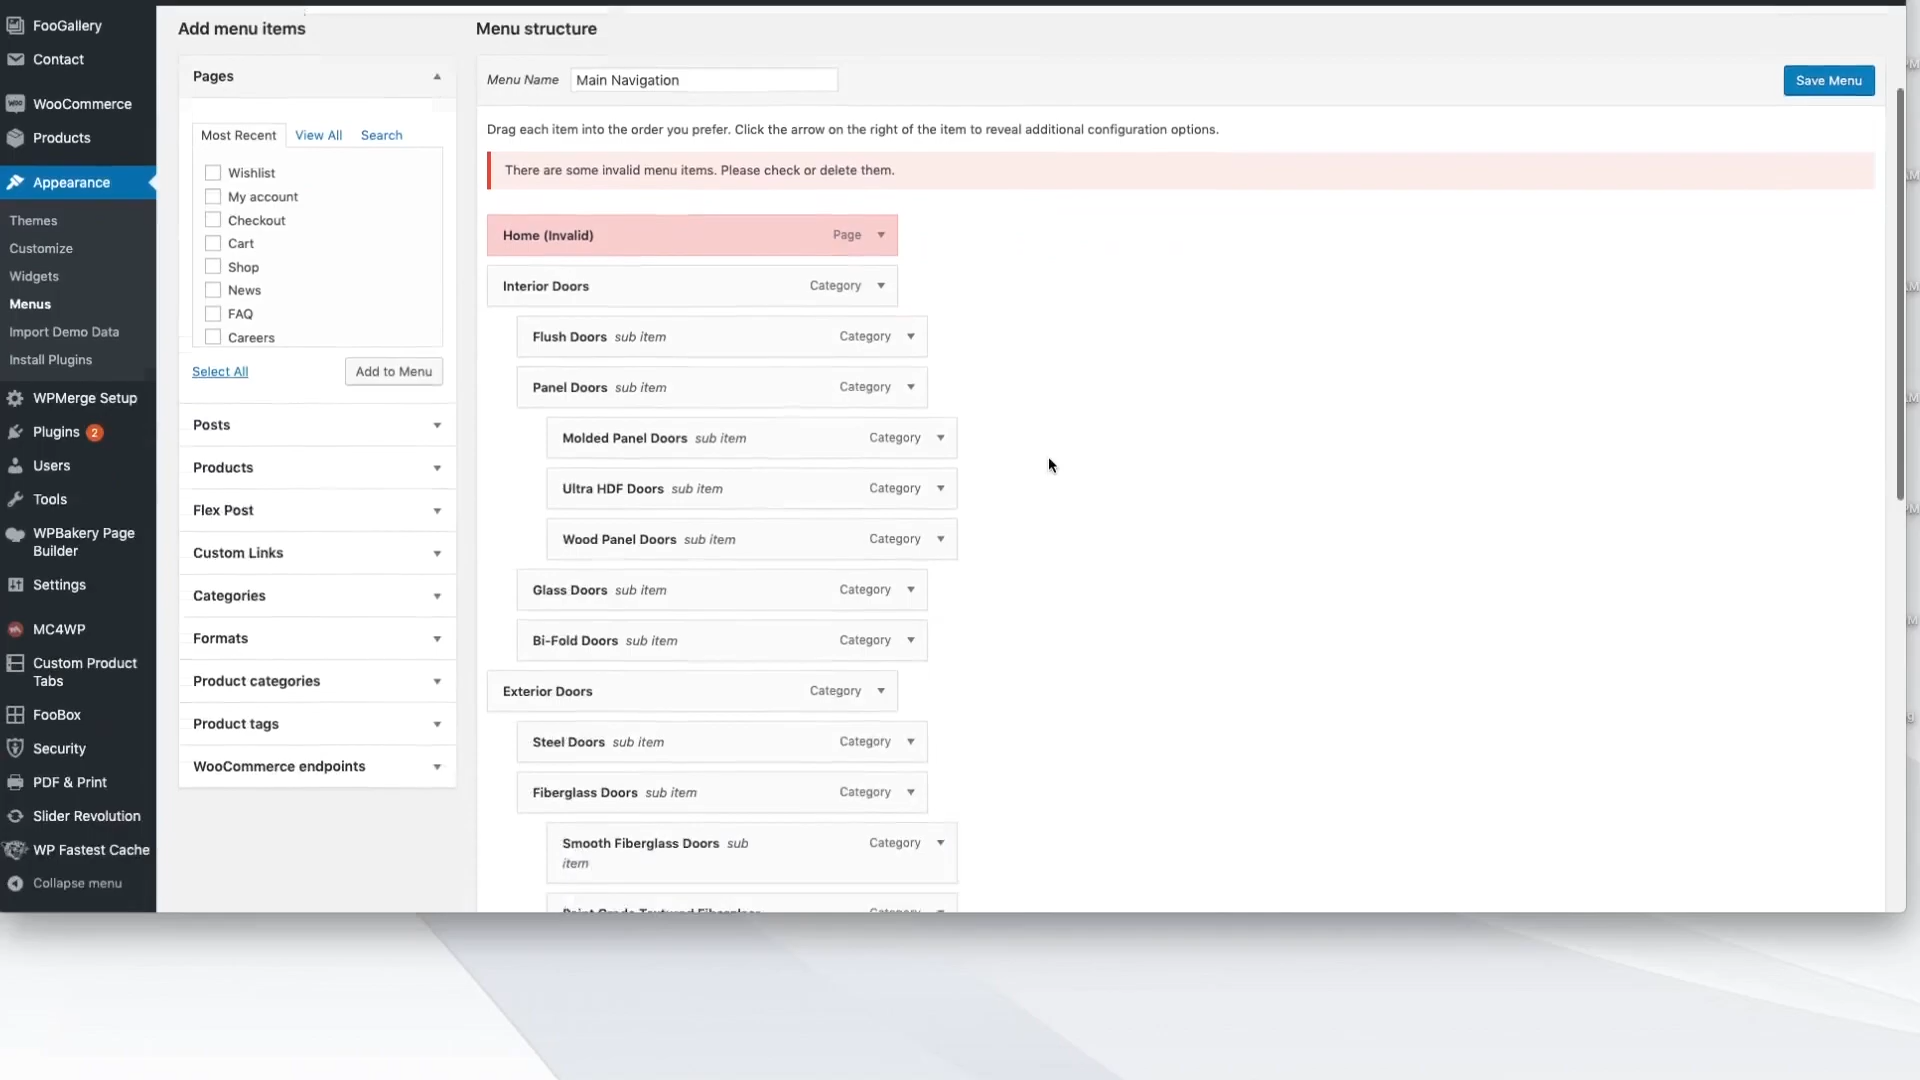 FooGallery
Contact
WooCommerce
Products
Appearance
Themes
Customize
Widgets
Menus
Import Demo Data
Install Plugins
WPMerge Setup
Plugins 2
Users
Tools
WPBakery Page
Builder
Settings
MC4WP
Custom Product
Tabs
FooBox
Security
PDF & Print
Slider Revolution
WP Fastest Cache
Collapse menu
Add menu items
Pages
Most Recent View All Search
Wishlist
My account
Checkout
Cart
Shop
News
FAQ
Careers
Select All Add to Menu
Posts
Products
Flex Post
Custom Links
Categories
Formats
Product categories
Product tags
WooCommerce endpoints
Menu structure
Menu Name Main Navigation Save Menu
Drag each item into the order you prefer. Click the arrow on the right of the item to reveal additional configuration options.
There are some invalid menu items. Please check or delete them.
Home (Invalid) Page
Interior Doors Category
Flush Doors sub item Category
Panel Doors sub item Category
Molded Panel Doors sub item Category
Ultra HDF Doors sub item Category
Wood Panel Doors sub item Category
Glass Doors sub item Category
Bi-Fold Doors sub item Category
Exterior Doors Category
Steel Doors sub item Category
Fiberglass Doors sub item Category
Smooth Fiberglass Doors sub Category
item